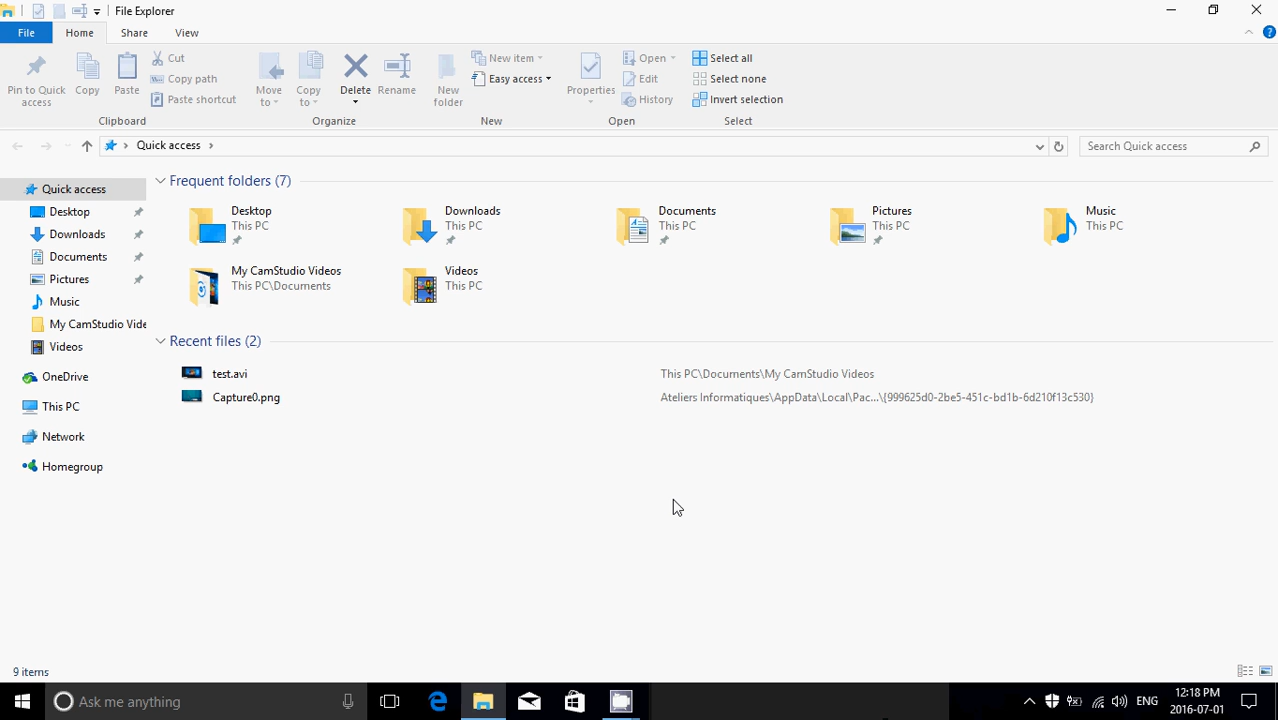 File Explorer
File Home Share View
Pin to Quick access
Copy
Paste
Cut
Copy path
Paste shortcut
Clipboard
Move to
Copy to
Delete
Rename
Organize
New folder
New item
Easy access
New
Properties
Open
Edit
History
Open
Select all
Select none
Invert selection
Select
Quick access
Search Quick access
Quick access
Desktop
Downloads
Documents
Pictures
Music
My CamStudio Vide
Videos
OneDrive
This PC
Network
Homegroup
Frequent folders (7)
Desktop
This PC
Downloads
This PC
Documents
This PC
Pictures
This PC
Music
This PC
My CamStudio Videos
This PC\Documents
Videos
This PC
Recent files (2)
test.avi This PC\Documents\My CamStudio Videos
Capture0.png Ateliers Informatiques\AppData\Local\Pac...\{999625d0-2be5-451c-bd1b-6d210f13c530}
9 items
Ask me anything
ENG
12:18 PM
2016-07-01